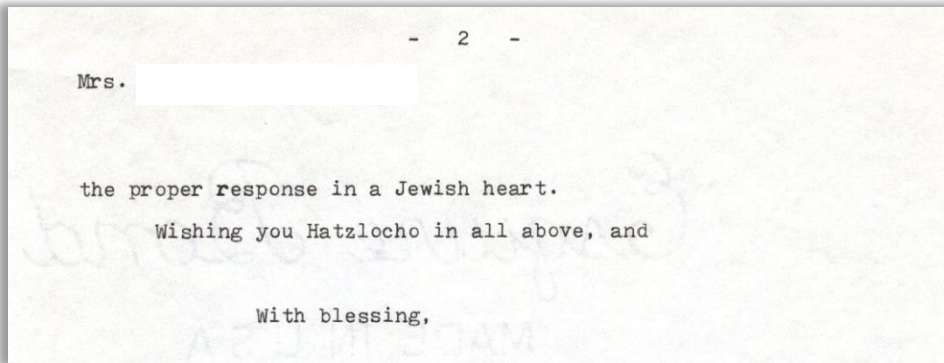 - 2 -
Mrs.
the proper response in a Jewish heart.
Wishing you Hatzlocho in all above, and
With blessing,